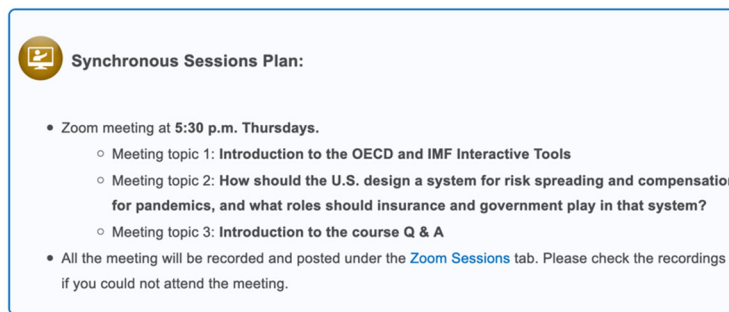 Synchronous Sessions Plan:
Zoom meeting at 5:30 p.m. Thursdays.
Meeting topic 1: Introduction to the OECD and IMF Interactive Tools
Meeting topic 2: How should the U.S. design a system for risk spreading and compensation
for pandemics, and what roles should insurance and government play in that system?
Meeting topic 3: Introduction to the course Q & A
All the meeting will be recorded and posted under the Zoom Sessions tab. Please check the recordings
if you could not attend the meeting.